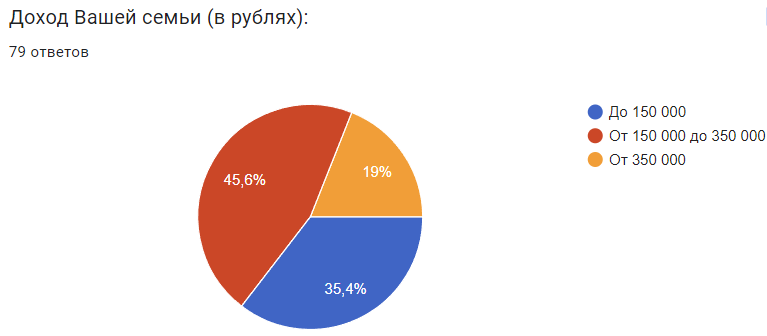 Доход Вашей семьи (в рублях):
79 ответов
До 150 000
От 150 000 до 350 000
От 350 000
45,6%
19%
35,4%